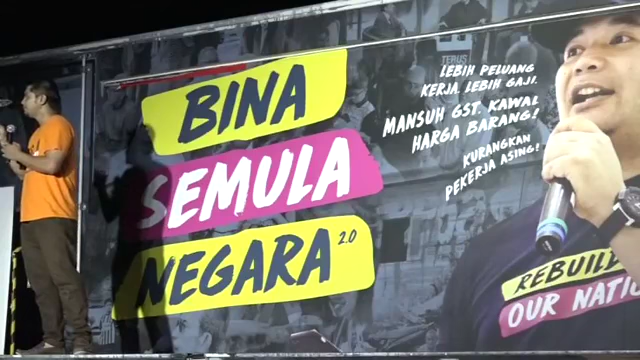 BINA
SEMULA
NEGARA 2.0
TERUS
LEBIH PELUANG
KERJA. LEBIH GAJI.
MANSUH GST. KAWAL
HARGA BARANG!
KURANGKAN
PEKERJA ASING!
REBUILD
OUR